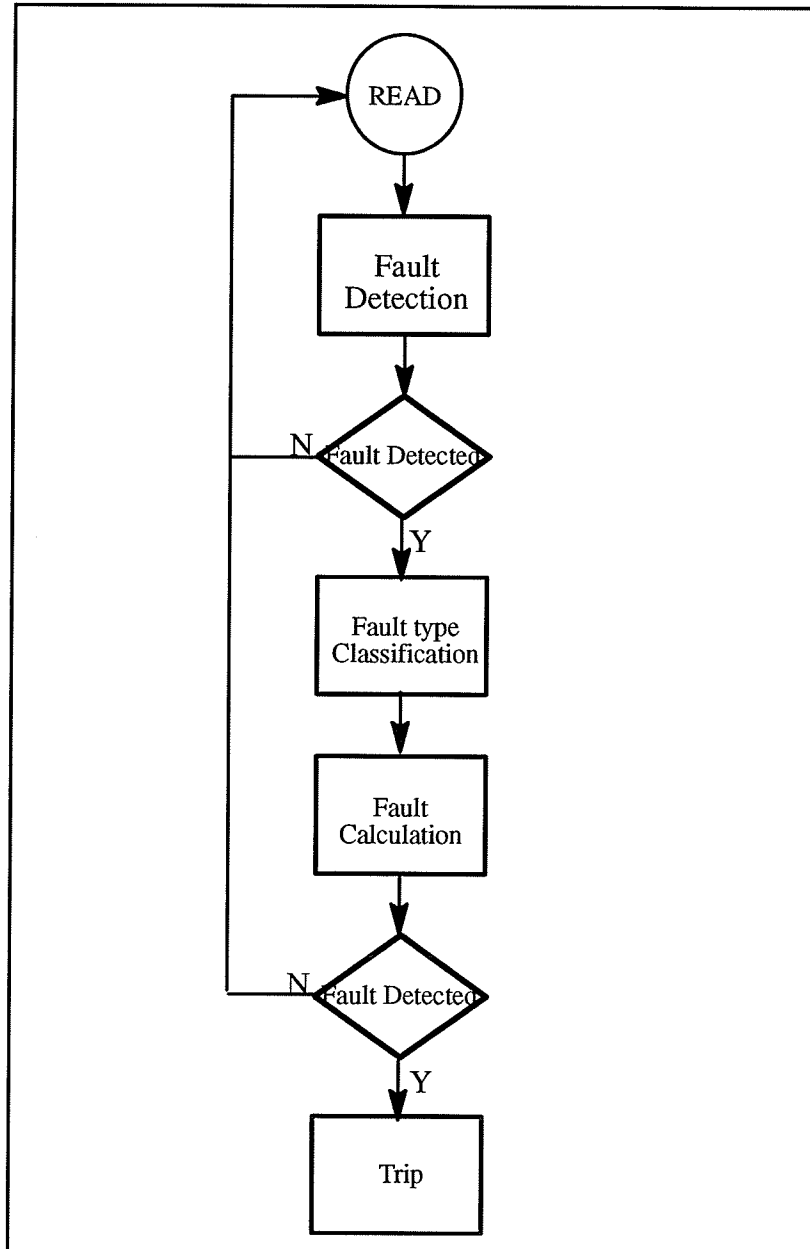 READ
Fault
Detection
N
Fault Detected
Y
Fault type
Classification
Fault
Calculation
N
Fault Detected
Y
Trip